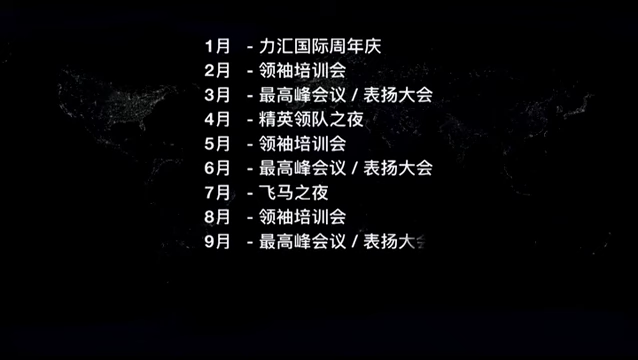 1月 - 力汇国际周年庆
2月 - 领袖培训会
3月 - 最高峰会议 / 表扬大会
4月 - 精英领队之夜
5月 - 领袖培训会
6月 - 最高峰会议 / 表扬大会
7月 - 飞马之夜
8月 - 领袖培训会
9月 - 最高峰会议 / 表扬大会